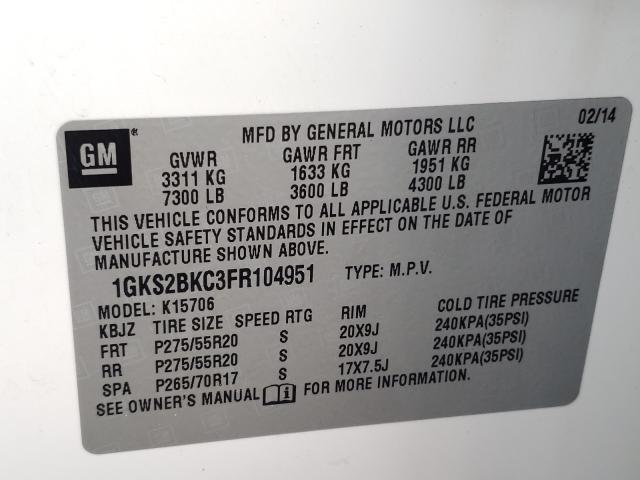 GM
MFD BY GENERAL MOTORS LLC 02/14
GVWR GAWR FRT GAWR RR
3311 KG 1633 KG 1951 KG
7300 LB 3600 LB 4300 LB
THIS VEHICLE CONFORMS TO ALL APPLICABLE U.S. FEDERAL MOTOR
VEHICLE SAFETY STANDARDS IN EFFECT ON THE DATE OF
MANUFACTURE SHOWN ABOVE.
1GKS2BKC3FR104951 TYPE: M.P.V.
MODEL: K15706
KBJZ TIRE SIZE SPEED RTG RIM COLD TIRE PRESSURE
FRT P275/55R20 S 20X9J 240KPA(35PSI)
RR P275/55R20 S 20X9J 240KPA(35PSI)
SPA P265/70R17 S 17X7.5J 240KPA(35PSI)
SEE OWNER'S MANUAL i FOR MORE INFORMATION.